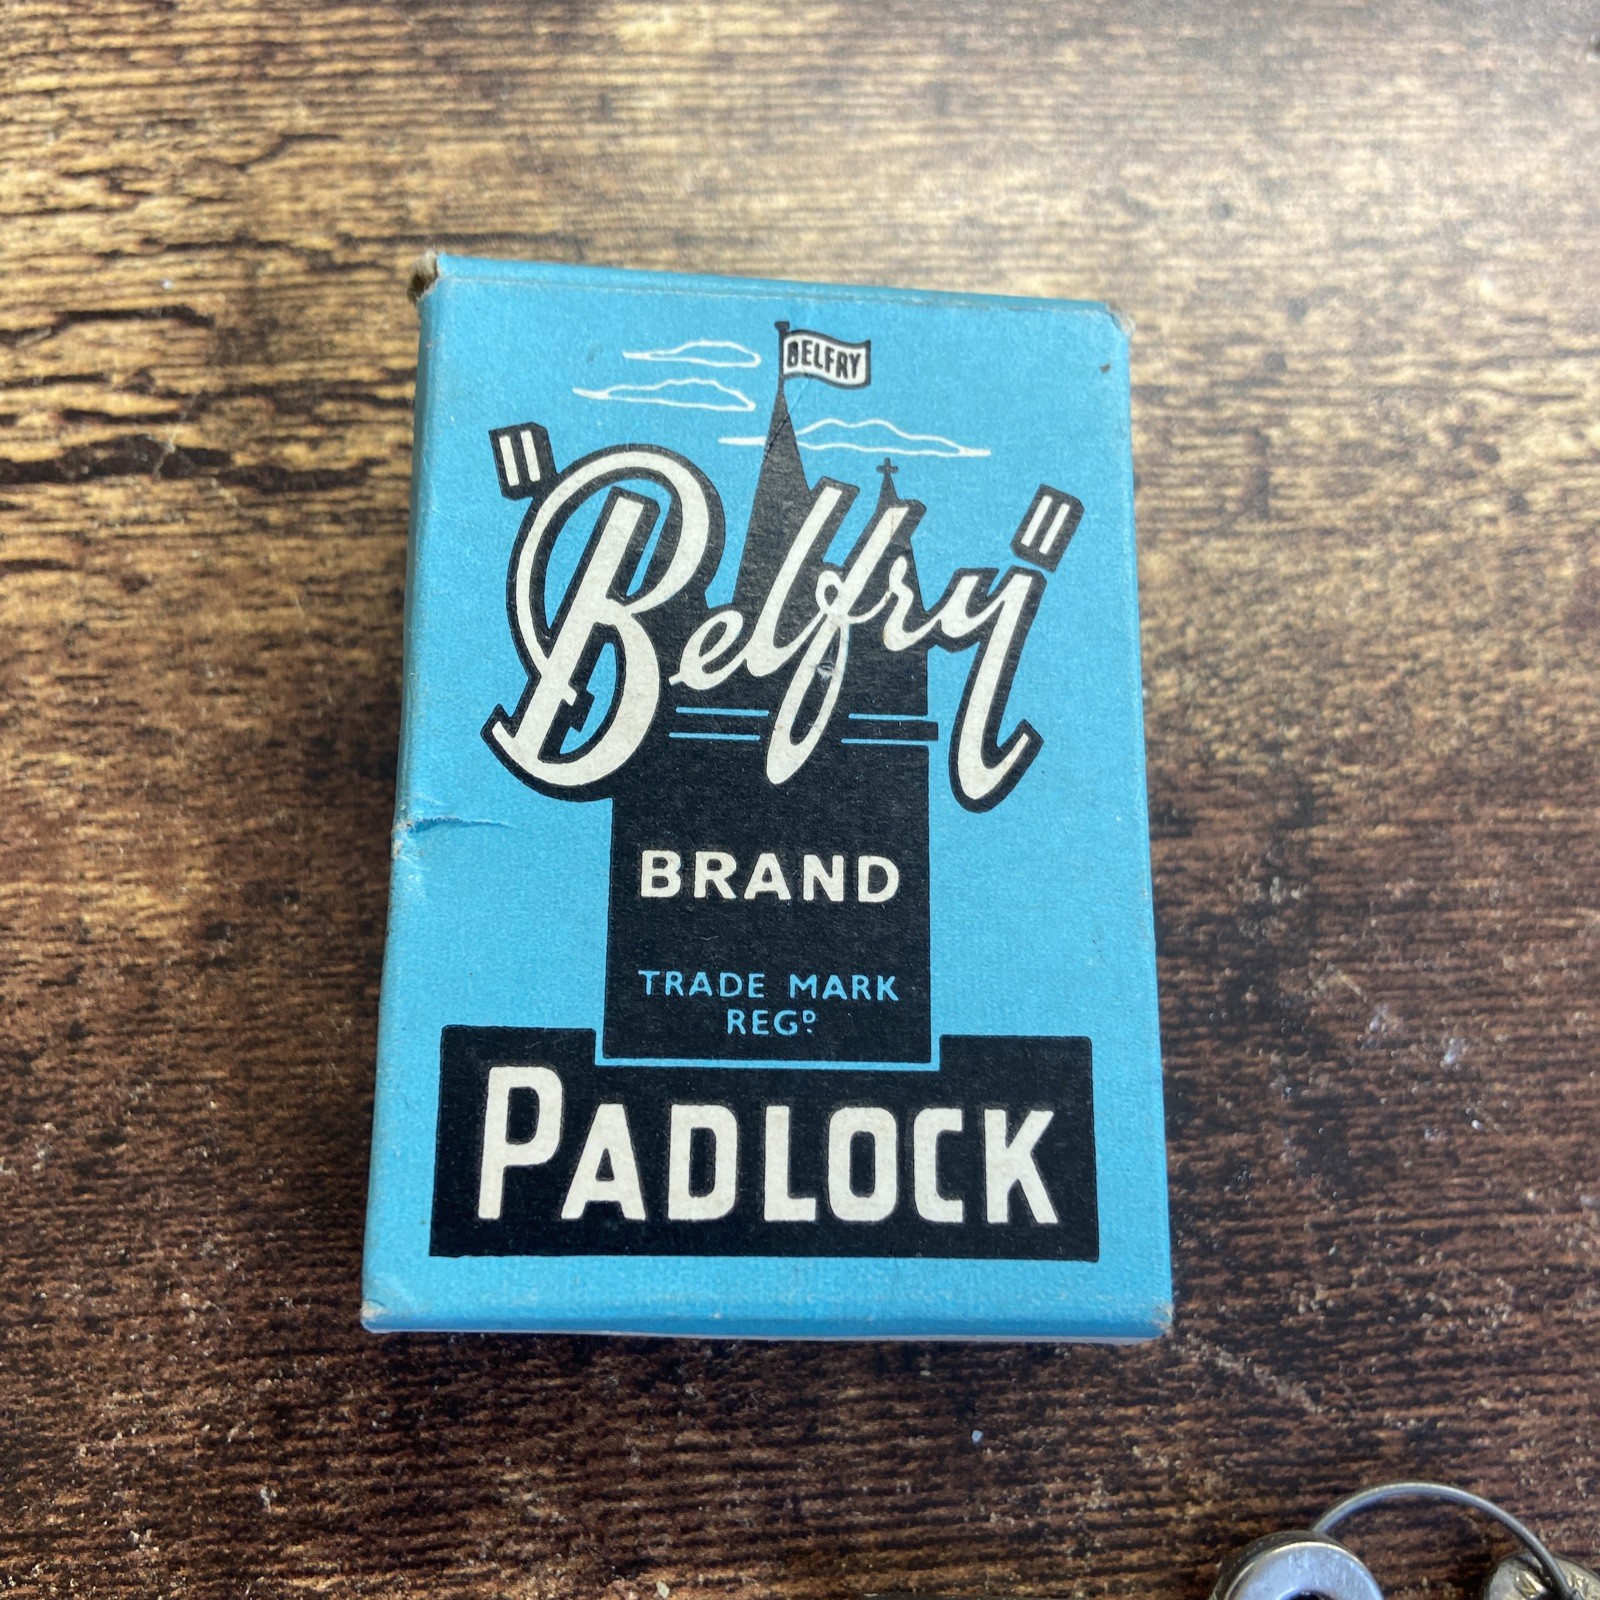 BELFRY
"Belfry"
BRAND
TRADE MARK
REGD.
PADLOCK